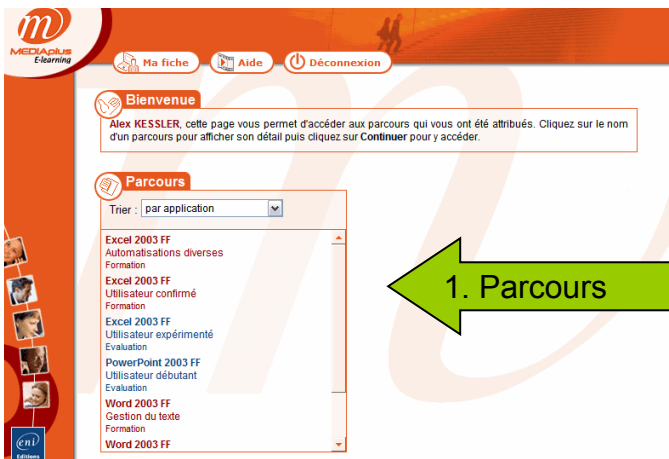 m
MEDIAplus
E-learning
Ma fiche
Aide
Déconnexion
Bienvenue
Alex KESSLER, cette page vous permet d'accéder aux parcours qui vous ont été attribués. Cliquez sur le nom
d'un parcours pour afficher son détail puis cliquez sur Continuer pour y accéder.
Parcours
Trier : par application
Excel 2003 FF
Automatisations diverses
Formation
Excel 2003 FF
Utilisateur confirmé
Formation
Excel 2003 FF
Utilisateur expérimenté
Evaluation
PowerPoint 2003 FF
Utilisateur débutant
Evaluation
Word 2003 FF
Gestion du texte
Formation
Word 2003 FF
1. Parcours
eni
Editions